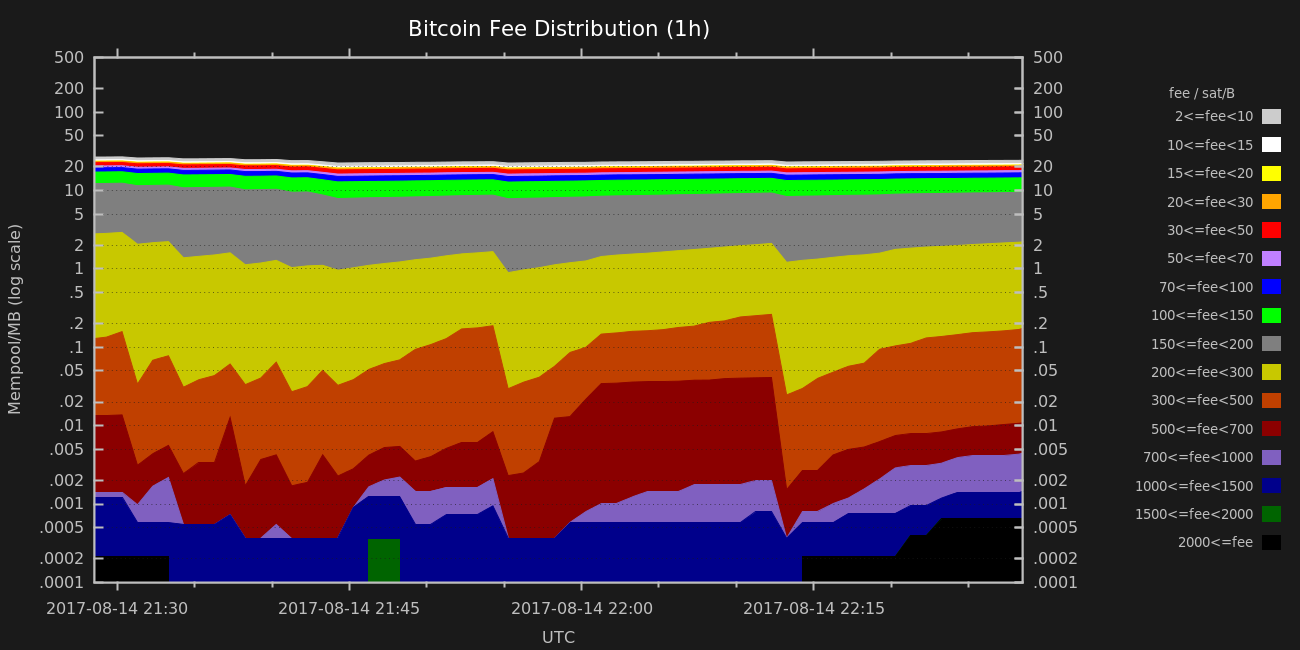 Bitcoin Fee Distribution (1h)
500 500
200 200
100 100
50 50
20 20
10 10
5 5
2 2
1 1
.5 .5
.2 .2
.1 .1
.05 .05
.02 .02
.01 .01
.005 .005
.002 .002
.001 .001
.0005 .0005
.0002 .0002
.0001 .0001
Mempool/MB (log scale)
2017-08-14 21:30 2017-08-14 21:45 2017-08-14 22:00 2017-08-14 22:15
UTC
fee / sat/B
2<=fee<10
10<=fee<15
15<=fee<20
20<=fee<30
30<=fee<50
50<=fee<70
70<=fee<100
100<=fee<150
150<=fee<200
200<=fee<300
300<=fee<500
500<=fee<700
700<=fee<1000
1000<=fee<1500
1500<=fee<2000
2000<=fee